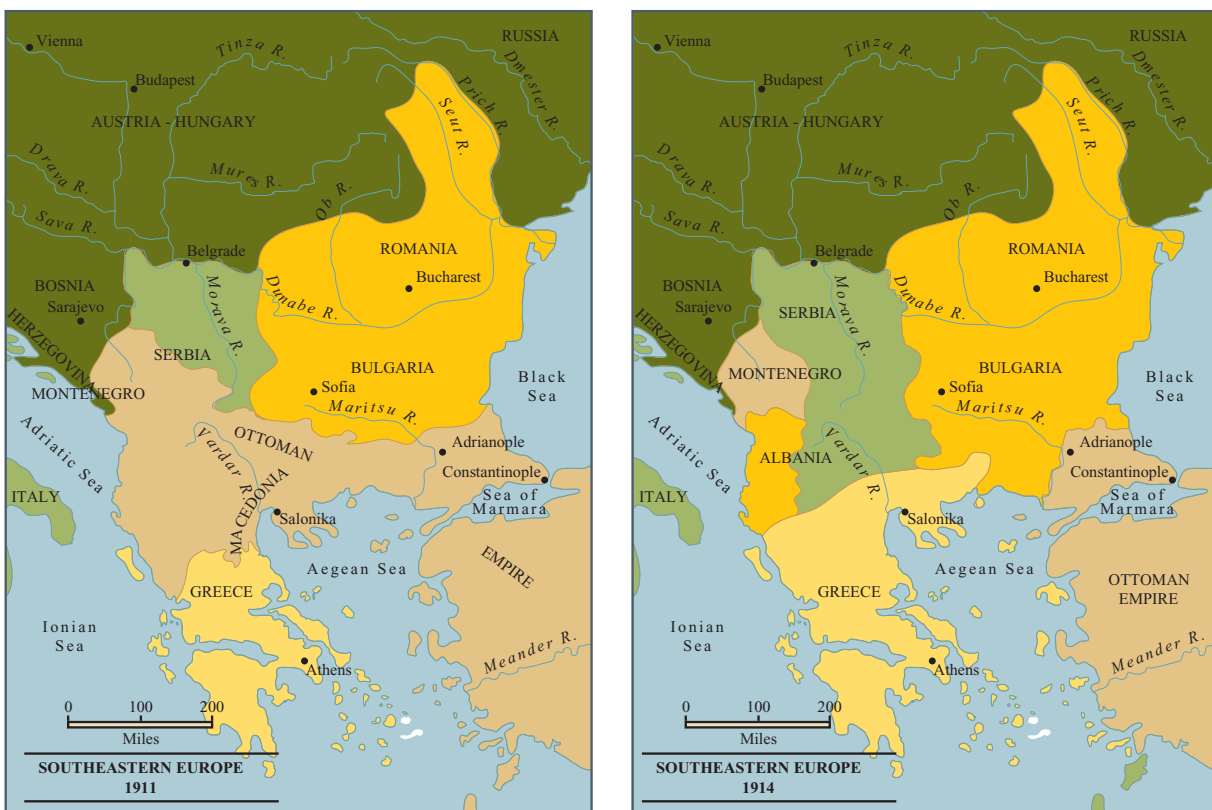 RUSSIA
Vienna
Tinza R.
Dmester R.
Budapest
Prich R.
Seut R.
AUSTRIA - HUNGARY
Drava R.
Mures R.
Ob R.
Sava R.
Belgrade
ROMANIA
BOSNIA
Sarajevo
Morava R.
Bucharest
Dunabe R.
HERZEGOVINA
SERBIA
BULGARIA
MONTENEGRO
Sofia
Black
Sea
Maritsu R.
Adriatic Sea
OTTOMAN
Vardar R.
Adrianople
Constantinople
ITALY
MACEDONIA
Sea of
Marmara
Salonika
EMPIRE
Aegean Sea
GREECE
Ionian
Sea
Meander R.
Athens
0 100 200
Miles
SOUTHEASTERN EUROPE
1911
RUSSIA
Vienna
Tinza R.
Dmester R.
Budapest
Prich R.
Seut R.
AUSTRIA - HUNGARY
Drava R.
Mures R.
Ob R.
Sava R.
Belgrade
ROMANIA
BOSNIA
Sarajevo
Morava R.
Bucharest
Dunabe R.
SERBIA
HERZEGOVINA
BULGARIA
MONTENEGRO
Sofia
Black
Sea
Maritsu R.
Adriatic Sea
Vardar R.
Adrianople
ALBANIA
Constantinople
ITALY
Sea of
Marmara
Salonika
Aegean Sea
OTTOMAN
EMPIRE
GREECE
Ionian
Sea
Meander R.
Athens
0 100 200
Miles
SOUTHEASTERN EUROPE
1914